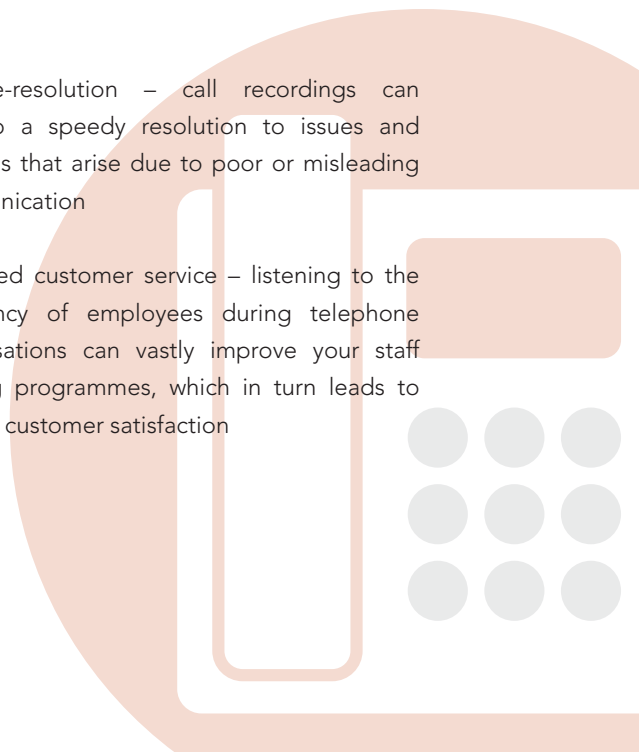 e-resolution – call recordings can
o a speedy resolution to issues and
s that arise due to poor or misleading
nication
ed customer service – listening to the
ncy of employees during telephone
sations can vastly improve your staff
g programmes, which in turn leads to
customer satisfaction